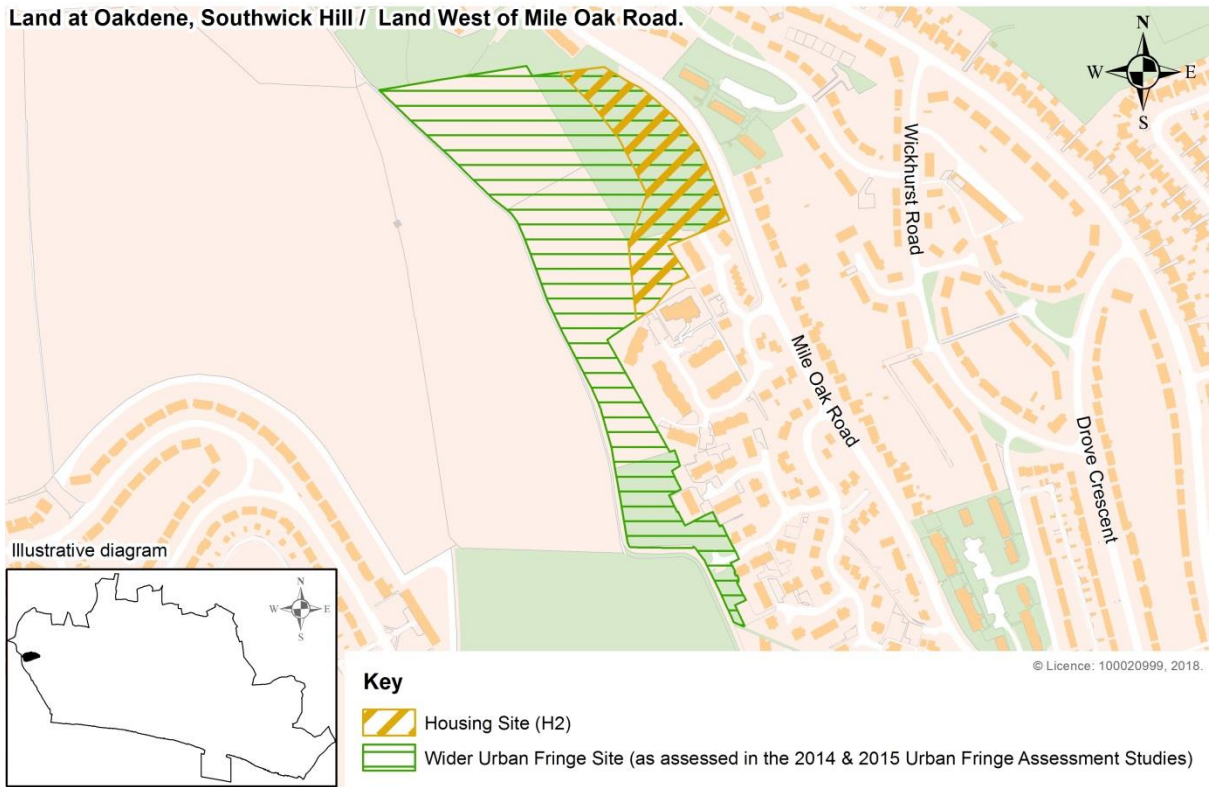 Land at Oakdene, Southwick Hill / Land West of Mile Oak Road.
N
W
E
S
Wickhurst Road
Mile Oak Road
Drove Crescent
Illustrative diagram
N
W
E
S
© Licence: 100020999, 2018.
Key
Housing Site (H2)
Wider Urban Fringe Site (as assessed in the 2014 & 2015 Urban Fringe Assessment Studies)